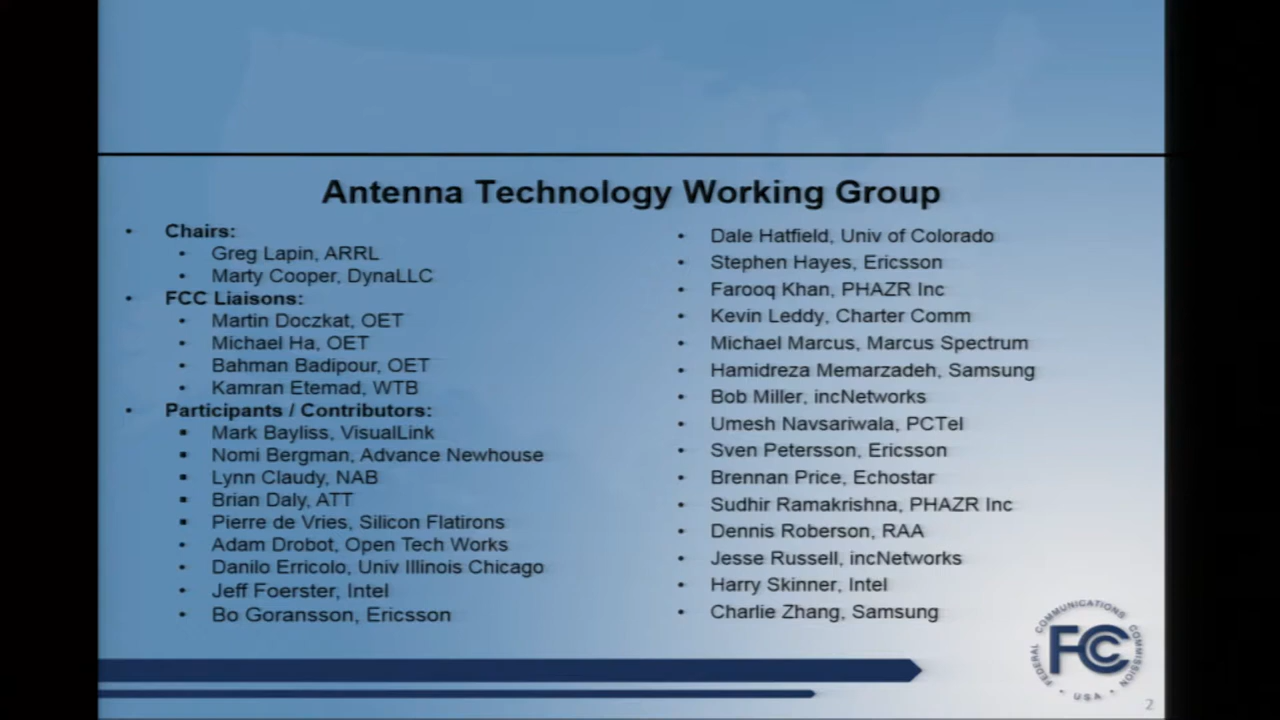 Antenna Technology Working Group
• Chairs:
• Greg Lapin, ARRL
• Marty Cooper, DynaLLC
• FCC Liaisons:
• Martin Doczkat, OET
• Michael Ha, OET
• Bahman Badipour, OET
• Kamran Etemad, WTB
• Participants / Contributors:
▪ Mark Bayliss, VisualLink
▪ Nomi Bergman, Advance Newhouse
▪ Lynn Claudy, NAB
▪ Brian Daly, ATT
▪ Pierre de Vries, Silicon Flatirons
• Adam Drobot, Open Tech Works
• Danilo Erricolo, Univ Illinois Chicago
• Jeff Foerster, Intel
• Bo Goransson, Ericsson
• Dale Hatfield, Univ of Colorado
• Stephen Hayes, Ericsson
• Farooq Khan, PHAZR Inc
• Kevin Leddy, Charter Comm
• Michael Marcus, Marcus Spectrum
• Hamidreza Memarzadeh, Samsung
• Bob Miller, incNetworks
• Umesh Navsariwala, PCTel
• Sven Petersson, Ericsson
• Brennan Price, Echostar
• Sudhir Ramakrishna, PHAZR Inc
• Dennis Roberson, RAA
• Jesse Russell, incNetworks
• Harry Skinner, Intel
• Charlie Zhang, Samsung
FEDERAL COMMUNICATIONS COMMISSION
FCC
• USA •
2